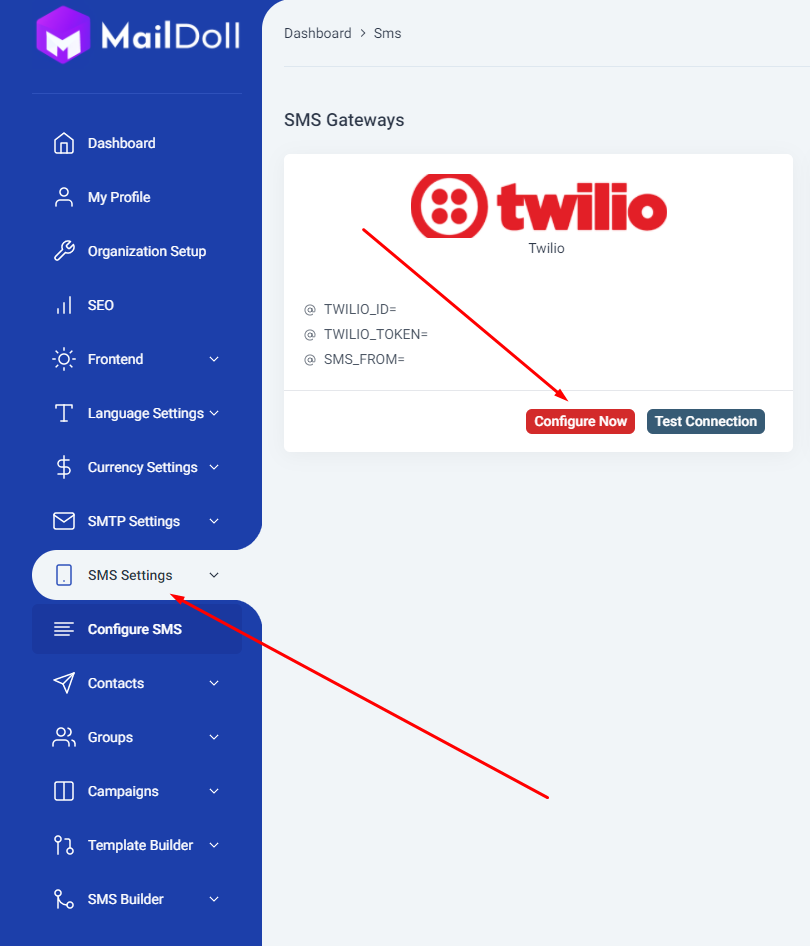 MailDoll
Dashboard
My Profile
Organization Setup
SEO
Frontend
Language Settings
Currency Settings
SMTP Settings
SMS Settings
Configure SMS
Contacts
Groups
Campaigns
Template Builder
SMS Builder
Dashboard > Sms
SMS Gateways
twilio
Twilio
@ TWILIO_ID=
@ TWILIO_TOKEN=
@ SMS_FROM=
Configure Now Test Connection